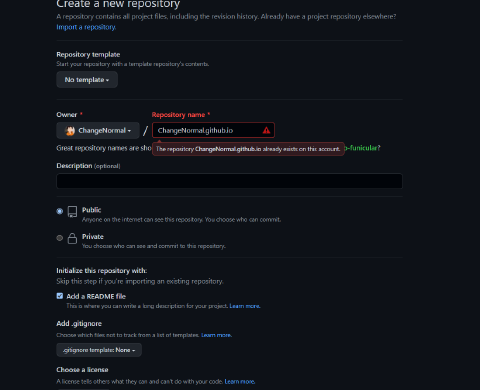 Create a new repository
A repository contains all project files, including the revision history. Already have a project repository elsewhere?
Import a repository.
Repository template
Start your repository with a template repository's contents.
No template
Owner * Repository name *
ChangeNormal / ChangeNormal.github.io
The repository ChangeNormal.github.io already exists on this account.
Great repository names are sho o-funicular?
Description (optional)
Public
Anyone on the internet can see this repository. You choose who can commit.
Private
You choose who can see and commit to this repository.
Initialize this repository with:
Skip this step if you're importing an existing repository.
Add a README file
This is where you can write a long description for your project. Learn more.
Add .gitignore
Choose which files not to track from a list of templates. Learn more.
.gitignore template: None
Choose a license
A license tells others what they can and can't do with your code. Learn more.